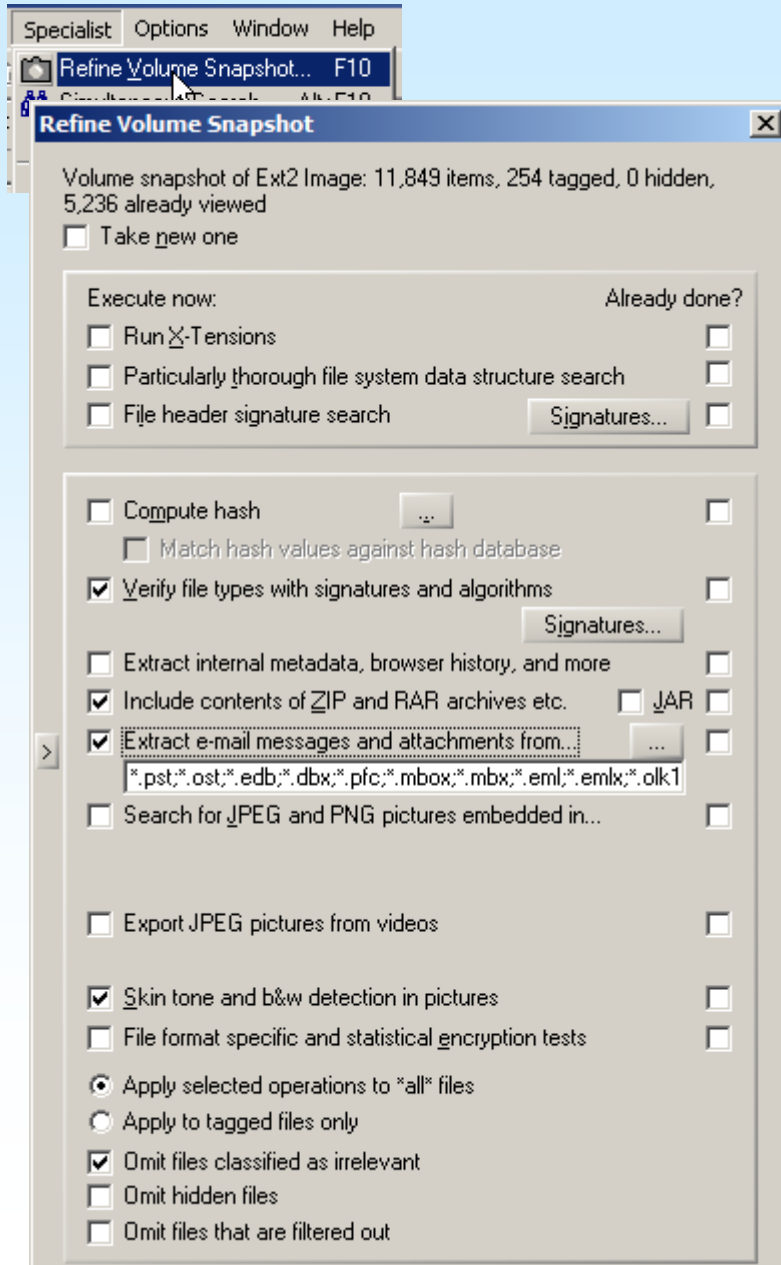 Specialist Options Window Help
Refine Volume Snapshot... F10
Refine Volume Snapshot
Volume snapshot of Ext2 Image: 11,849 items, 254 tagged, 0 hidden,
5,236 already viewed
Take new one
Execute now: Already done?
Run X-Tensions
Particularly thorough file system data structure search
File header signature search Signatures...
Compute hash ...
Match hash values against hash database
Verify file types with signatures and algorithms
Signatures...
Extract internal metadata, browser history, and more
Include contents of ZIP and RAR archives etc. JAR
> Extract e-mail messages and attachments from... ...
*.pst;*.ost;*.edb;*.dbx;*.pfc;*.mbox;*.mbx;*.eml;*.emlx;*.olk1
Search for JPEG and PNG pictures embedded in...
Export JPEG pictures from videos
Skin tone and b&w detection in pictures
File format specific and statistical encryption tests
Apply selected operations to *all* files
Apply to tagged files only
Omit files classified as irrelevant
Omit hidden files
Omit files that are filtered out